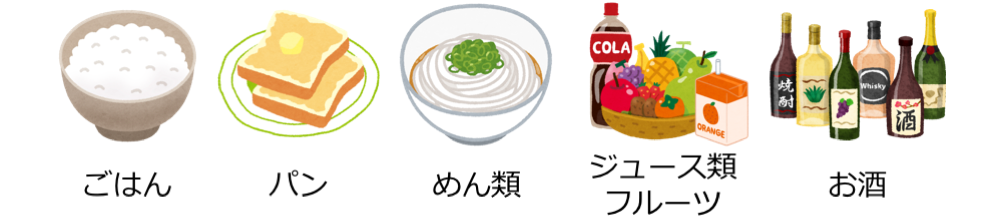 COLA
ORANGE
焼酎
Whisky
酒
ごはん
パン
めん類
ジュース類
フルーツ
お酒